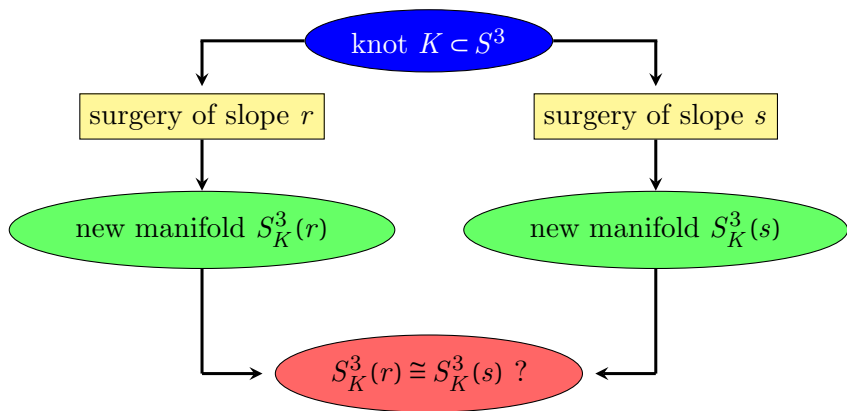 knot K ⊂ S³
surgery of slope r
surgery of slope s
new manifold S³_K(r)
new manifold S³_K(s)
S³_K(r) ≅ S³_K(s) ?